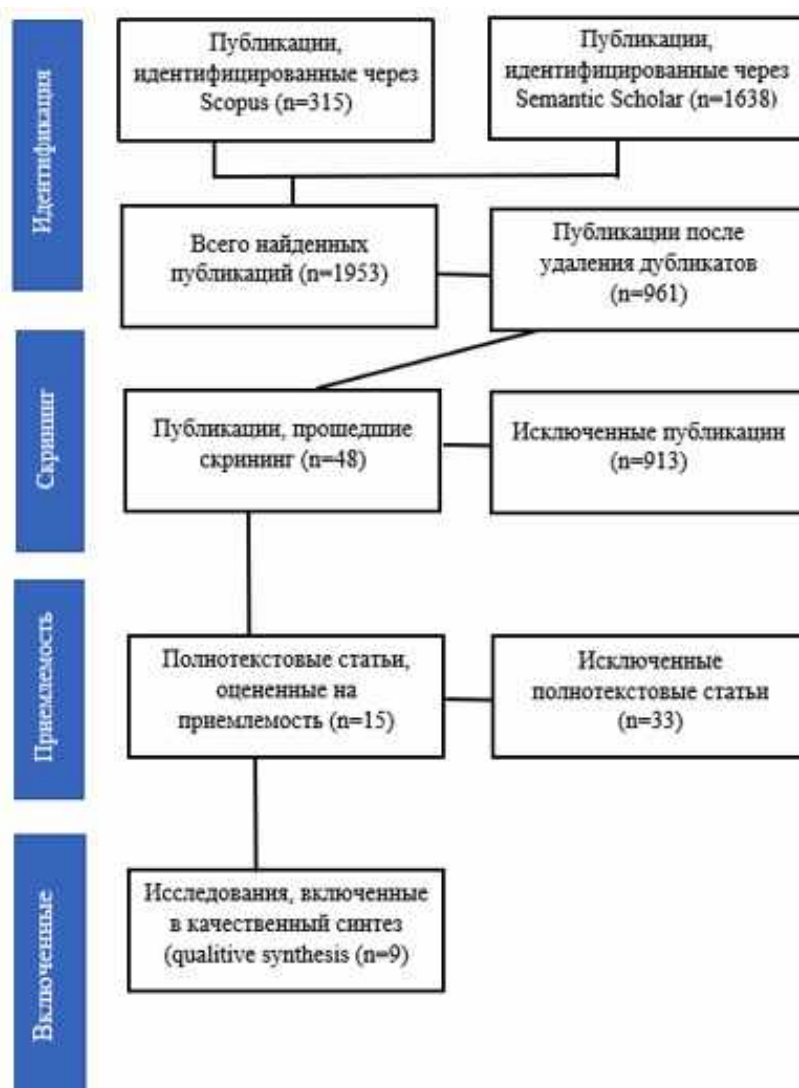 Идентификация
Публикации,
идентифицированные через
Scopus (n=315)
Публикации,
идентифицированные через
Semantic Scholar (n=1638)
Всего найденных
публикаций (n=1953)
Публикации после
удаления дубликатов
(n=961)
Скрининг
Публикации, прошедшие
скрининг (n=48)
Исключенные публикации
(n=913)
Приемлемость
Полнотекстовые статьи,
оцененные на
приемлемость (n=15)
Исключенные
полнотекстовые статьи
(n=33)
Включенные
Исследования, включенные
в качественный синтез
(qualitive synthesis (n=9)